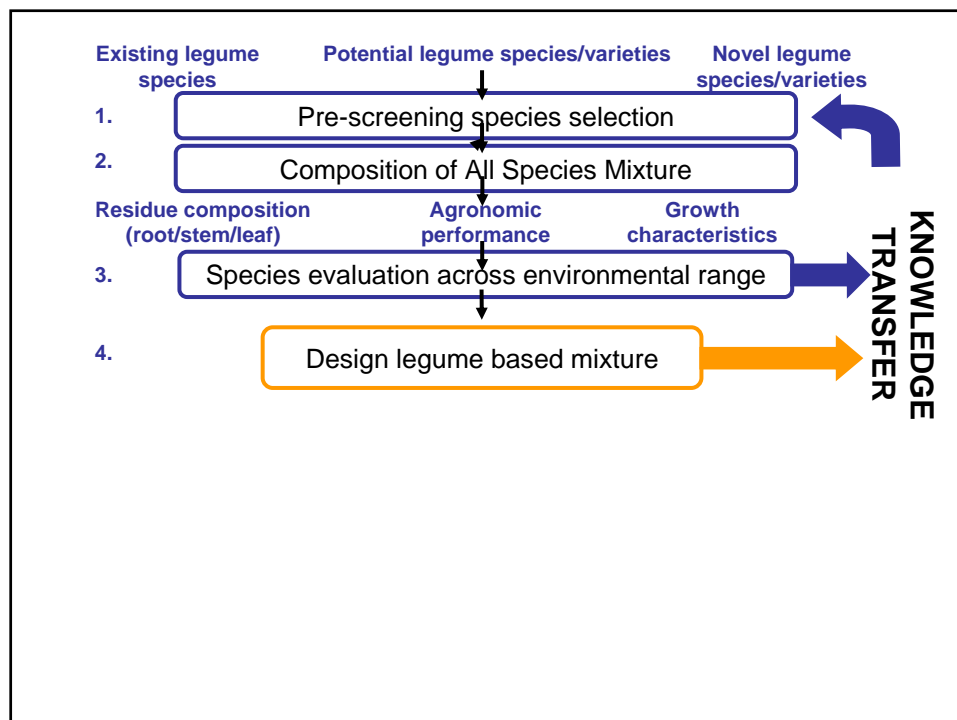 Existing legume
species
Potential legume species/varieties
Novel legume
species/varieties
1.
Pre-screening species selection
2.
Composition of All Species Mixture
Residue composition
(root/stem/leaf)
Agronomic
performance
Growth
characteristics
3.
Species evaluation across environmental range
4.
Design legume based mixture
KNOWLEDGE
TRANSFER